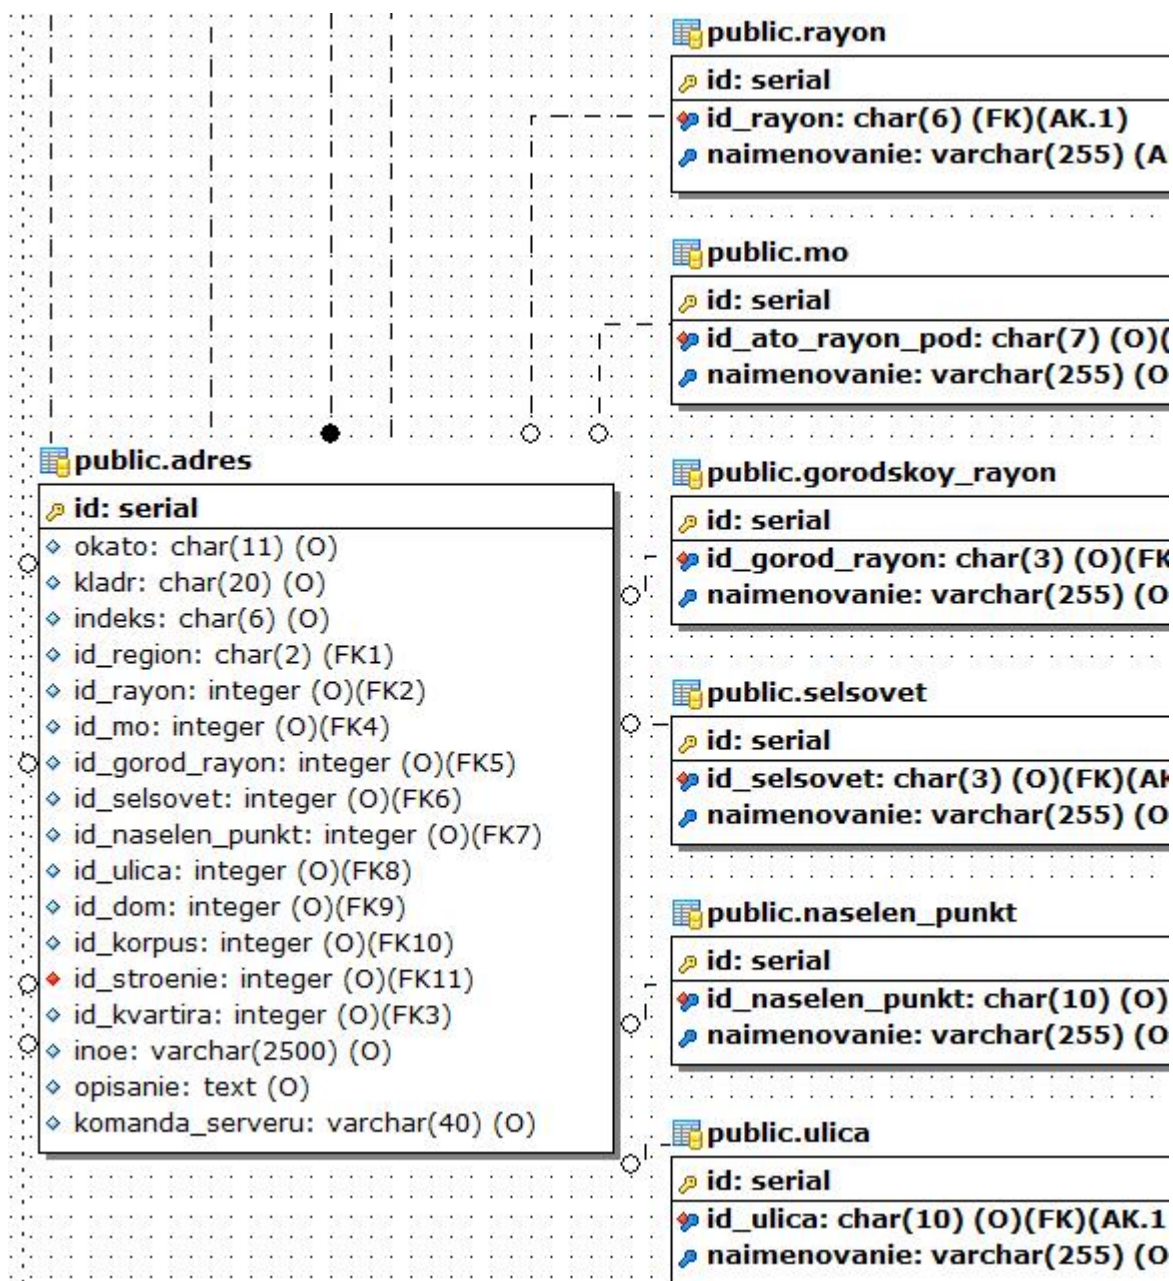 public.adres
id: serial
okato: char(11) (O)
kladr: char(20) (O)
indeks: char(6) (O)
id_region: char(2) (FK1)
id_rayon: integer (O)(FK2)
id_mo: integer (O)(FK4)
id_gorod_rayon: integer (O)(FK5)
id_selsovet: integer (O)(FK6)
id_naselen_punkt: integer (O)(FK7)
id_ulica: integer (O)(FK8)
id_dom: integer (O)(FK9)
id_korpus: integer (O)(FK10)
id_stroenie: integer (O)(FK11)
id_kvartira: integer (O)(FK3)
inoe: varchar(2500) (O)
opisanie: text (O)
komanda_serveru: varchar(40) (O)
public.rayon
id: serial
id_rayon: char(6) (FK)(AK.1)
naimenovanie: varchar(255) (A
public.mo
id: serial
id_ato_rayon_pod: char(7) (O)(
naimenovanie: varchar(255) (O
public.gorodskoy_rayon
id: serial
id_gorod_rayon: char(3) (O)(FK
naimenovanie: varchar(255) (O
public.selsovet
id: serial
id_selsovet: char(3) (O)(FK)(AK
naimenovanie: varchar(255) (O
public.naselen_punkt
id: serial
id_naselen_punkt: char(10) (O)
naimenovanie: varchar(255) (O
public.ulica
id: serial
id_ulica: char(10) (O)(FK)(AK.1
naimenovanie: varchar(255) (O